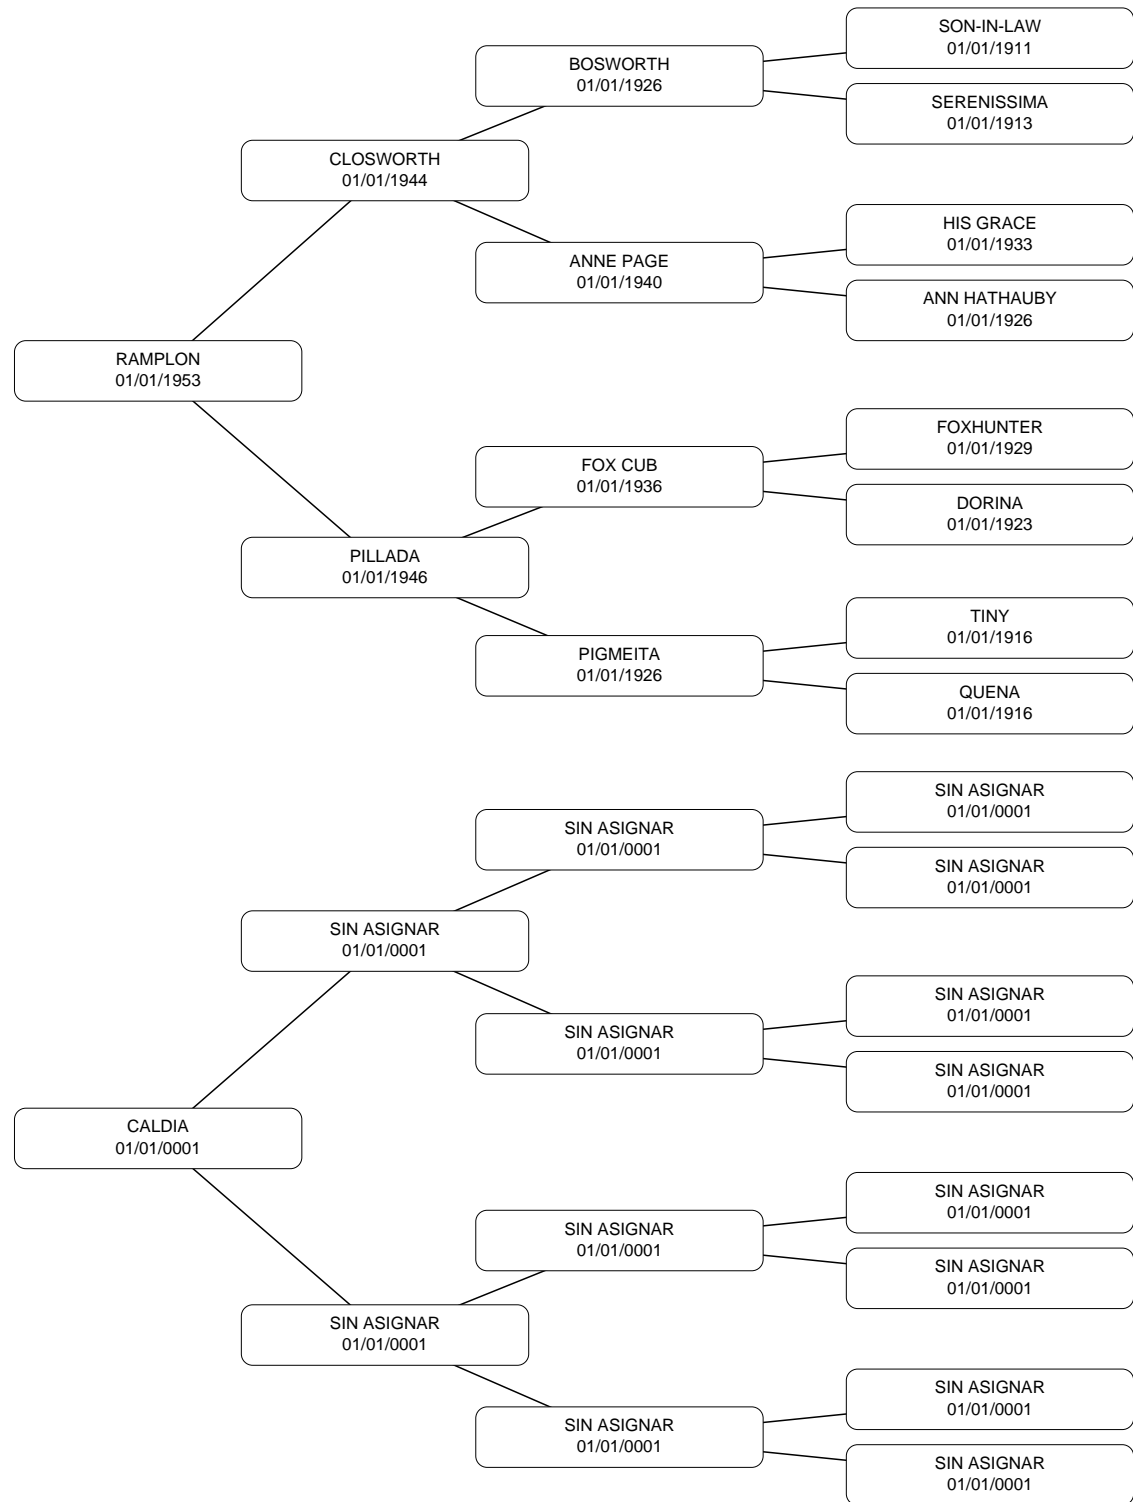 SON-IN-LAW
01/01/1911
BOSWORTH
01/01/1926
SERENISSIMA
01/01/1913
CLOSWORTH
01/01/1944
HIS GRACE
01/01/1933
ANNE PAGE
01/01/1940
ANN HATHAUBY
01/01/1926
RAMPLON
01/01/1953
FOXHUNTER
01/01/1929
FOX CUB
01/01/1936
DORINA
01/01/1923
PILLADA
01/01/1946
TINY
01/01/1916
PIGMEITA
01/01/1926
QUENA
01/01/1916
SIN ASIGNAR
01/01/0001
SIN ASIGNAR
01/01/0001
SIN ASIGNAR
01/01/0001
SIN ASIGNAR
01/01/0001
SIN ASIGNAR
01/01/0001
SIN ASIGNAR
01/01/0001
SIN ASIGNAR
01/01/0001
CALDIA
01/01/0001
SIN ASIGNAR
01/01/0001
SIN ASIGNAR
01/01/0001
SIN ASIGNAR
01/01/0001
SIN ASIGNAR
01/01/0001
SIN ASIGNAR
01/01/0001
SIN ASIGNAR
01/01/0001
SIN ASIGNAR
01/01/0001